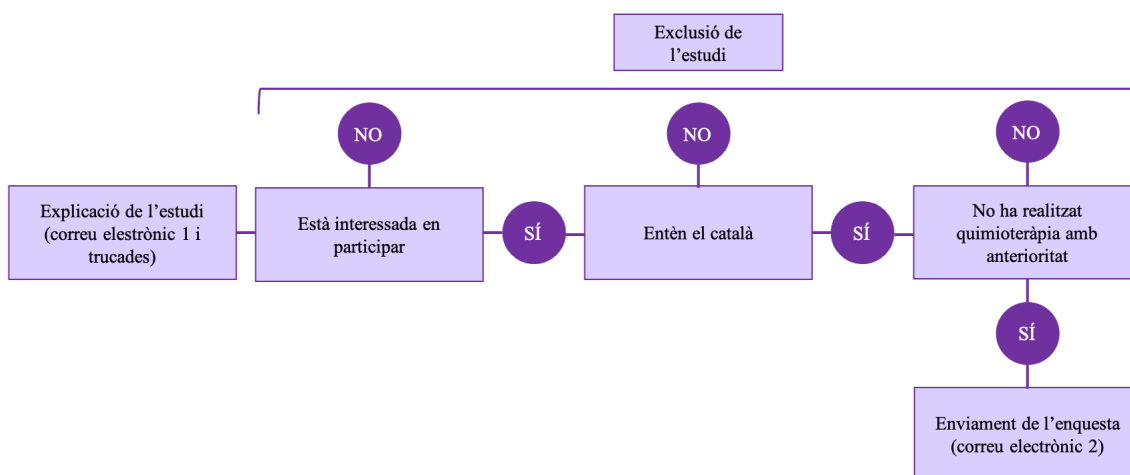 Exclusió de
l’estudi
NO
NO
NO
Explicació de l’estudi
(correu elestrònic 1 i
trucades)
Està interessada en
participar
SÍ
Entèn el català
SÍ
No ha realitzat
quimioteràpia amb
anterioritat
SÍ
Enviament de l’enquesta
(correu electrònic 2)